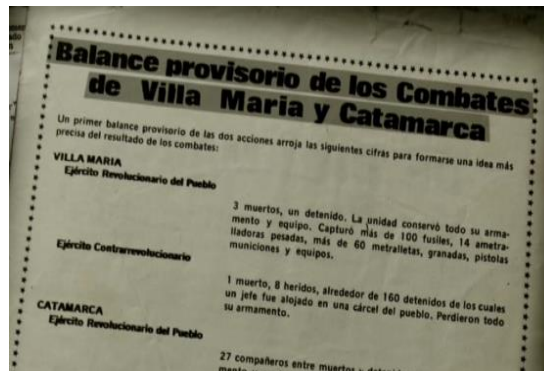 Balance provisorio de los Combates
de Villa Maria y Catamarca
Un primer balance provisorio de las dos acciones arroja las siguientes cifras para formarse una idea más
precisa del resultado de los combates:
VILLA MARIA
Ejército Revolucionario del Pueblo
3 muertos, un detenido. La unidad conservó todo su arma-
mento y equipo. Capturó más de 100 fusiles, 14 ametra-
lladoras pesadas, más de 60 metralletas, granadas, pistolas
municiones y equipos.
Ejército Contrarrevolucionario
1 muerto, 8 heridos, alrededor de 160 detenidos de los cuales
un jefe fue alojado en una cárcel del pueblo. Perdieron todo
su armamento.
CATAMARCA
Ejército Revolucionario del Pueblo
27 compañeros entre muertos